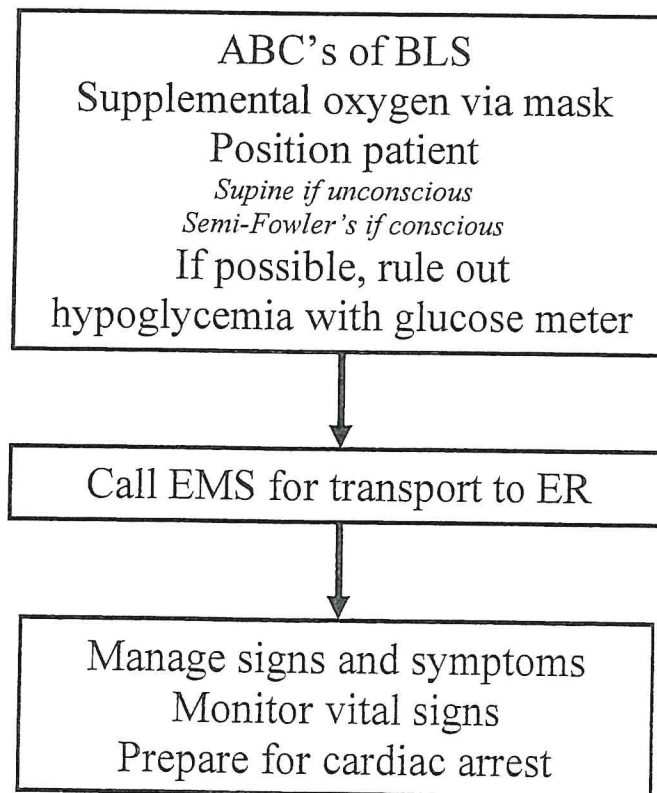 ABC's of BLS
Supplemental oxygen via mask
Position patient
Supine if unconscious
Semi-Fowler's if conscious
If possible, rule out
hypoglycemia with glucose meter
Call EMS for transport to ER
Manage signs and symptoms
Monitor vital signs
Prepare for cardiac arrest